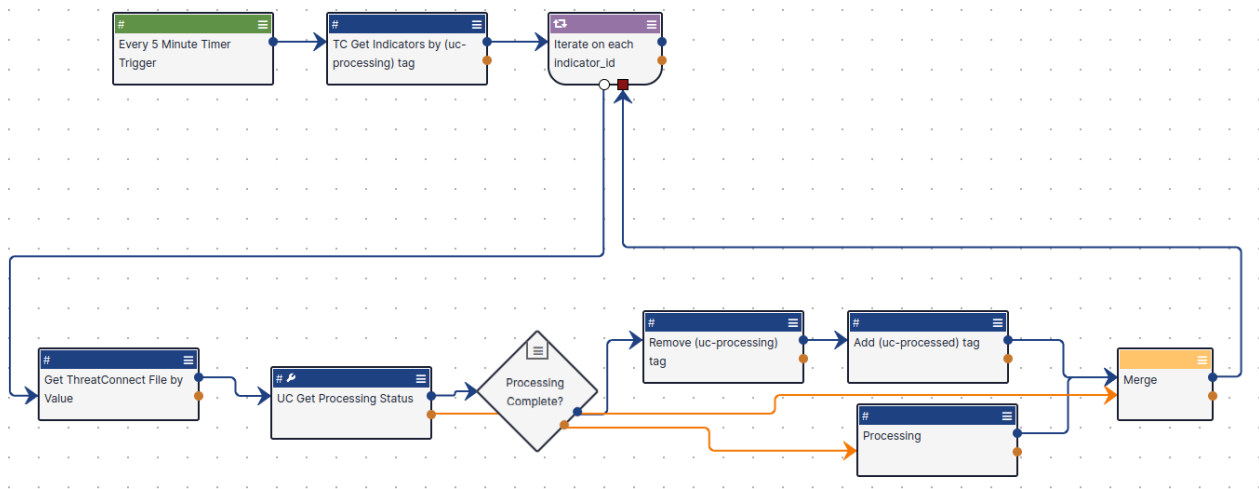 #
Every 5 Minute Timer
Trigger
#
TC Get Indicators by (uc-
processing) tag
Iterate on each
indicator_id
#
Get ThreatConnect File by
Value
#
UC Get Processing Status
Processing
Complete?
#
Remove (uc-processing)
tag
#
Add (uc-processed) tag
#
Processing
Merge